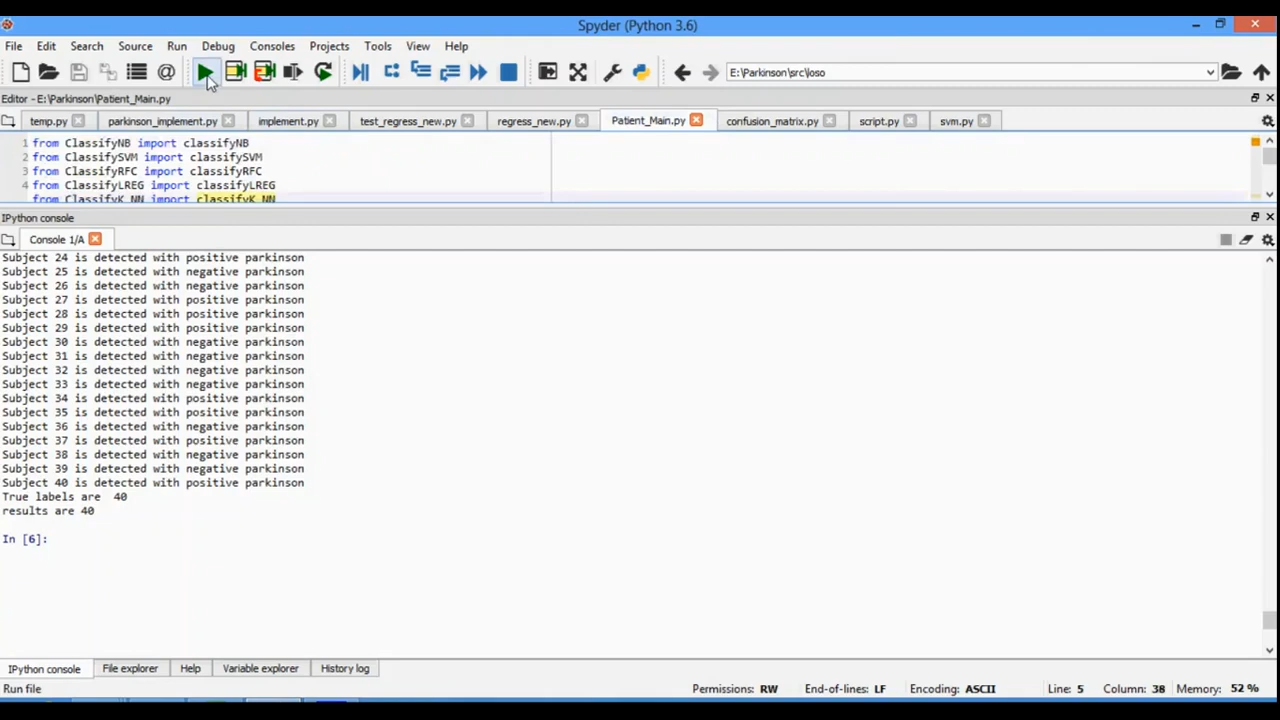 Spyder (Python 3.6)
File Edit Search Source Run Debug Consoles Projects Tools View Help
E:\Parkinson\src\loso
Editor - E:\Parkinson\Patient_Main.py
temp.py parkinson_implement.py implement.py test_regress_new.py regress_new.py Patient_Main.py confusion_matrix.py script.py svm.py
1 from ClassifyNB import classifyNB
2 from ClassifySVM import classifySVM
3 from ClassifyRFC import classifyRFC
4 from ClassifyLREG import classifyLREG
from ClassifyK_NN import classifyK_NN
IPython console
Console 1/A
Subject 24 is detected with positive parkinson
Subject 25 is detected with negative parkinson
Subject 26 is detected with negative parkinson
Subject 27 is detected with positive parkinson
Subject 28 is detected with positive parkinson
Subject 29 is detected with positive parkinson
Subject 30 is detected with negative parkinson
Subject 31 is detected with negative parkinson
Subject 32 is detected with negative parkinson
Subject 33 is detected with negative parkinson
Subject 34 is detected with positive parkinson
Subject 35 is detected with positive parkinson
Subject 36 is detected with negative parkinson
Subject 37 is detected with positive parkinson
Subject 38 is detected with negative parkinson
Subject 39 is detected with negative parkinson
Subject 40 is detected with positive parkinson
True labels are  40
results are 40
In [6]:
IPython console File explorer Help Variable explorer History log
Run file Permissions: RW End-of-lines: LF Encoding: ASCII Line: 5 Column: 38 Memory: 52 %